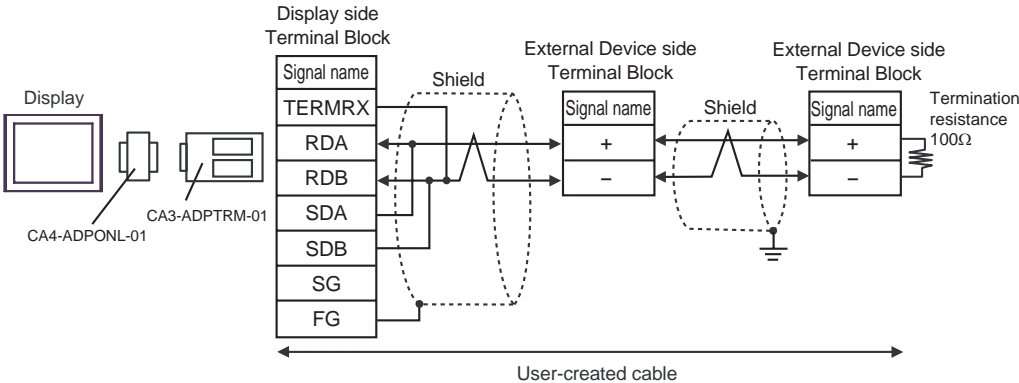 Display side
Terminal Block
External Device side
Terminal Block
External Device side
Terminal Block
Signal name
Shield
Display
TERMRX
Signal name
Shield
Signal name
Termination
resistance
100Ω
RDA
+
+
RDB
−
−
SDA
CA3-ADPTRM-01
CA4-ADPONL-01
SDB
SG
FG
User-created cable